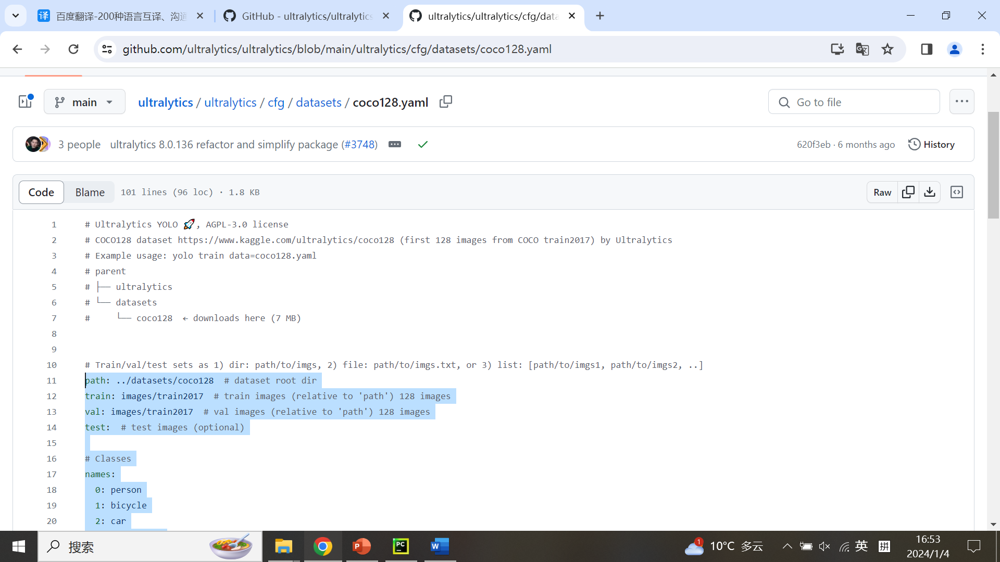 百度翻译-200种语言互译、沟通
GitHub - ultralytics/ultralytics
ultralytics/ultralytics/cfg/data
github.com/ultralytics/ultralytics/blob/main/ultralytics/cfg/datasets/coco128.yaml
main
ultralytics / ultralytics / cfg / datasets / coco128.yaml
Go to file
3 people ultralytics 8.0.136 refactor and simplify package (#3748)
620f3eb · 6 months ago
History
Code
Blame
101 lines (96 loc) · 1.8 KB
Raw
1 # Ultralytics YOLO 🚀, AGPL-3.0 license
2 # COCO128 dataset https://www.kaggle.com/ultralytics/coco128 (first 128 images from COCO train2017) by Ultralytics
3 # Example usage: yolo train data=coco128.yaml
4 # parent
5 # ├── ultralytics
6 # └── datasets
7 #     └── coco128  ← downloads here (7 MB)
8
9
10 # Train/val/test sets as 1) dir: path/to/imgs, 2) file: path/to/imgs.txt, or 3) list: [path/to/imgs1, path/to/imgs2, ..]
11 path: ../datasets/coco128  # dataset root dir
12 train: images/train2017  # train images (relative to 'path') 128 images
13 val: images/train2017  # val images (relative to 'path') 128 images
14 test:  # test images (optional)
15
16 # Classes
17 names:
18   0: person
19   1: bicycle
20   2: car
搜索
P
PC
W
1
10°C 多云
英
拼
16:53
2024/1/4